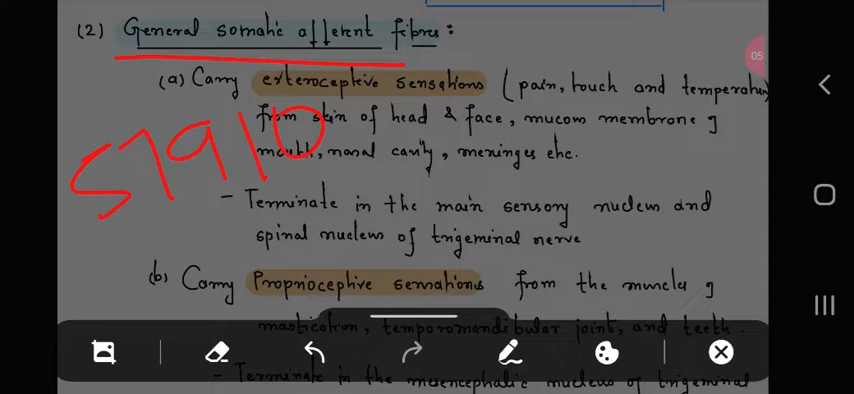 (2) General somatic afferent fibres :
05
(a) Carry exteroceptive sensations (pain, touch and temperature
from skin of head & face, mucous membrane of
mouth, nasal cavity, meninges etc.
57910
- Terminate in the main sensory nucleus and
spinal nucleus of trigeminal nerve
(b) Carry Proprioceptive sensations from the muscles of
mastication, temporomandibular joint, and teeth
- Terminate in the mesencephalic nucleus of trigeminal